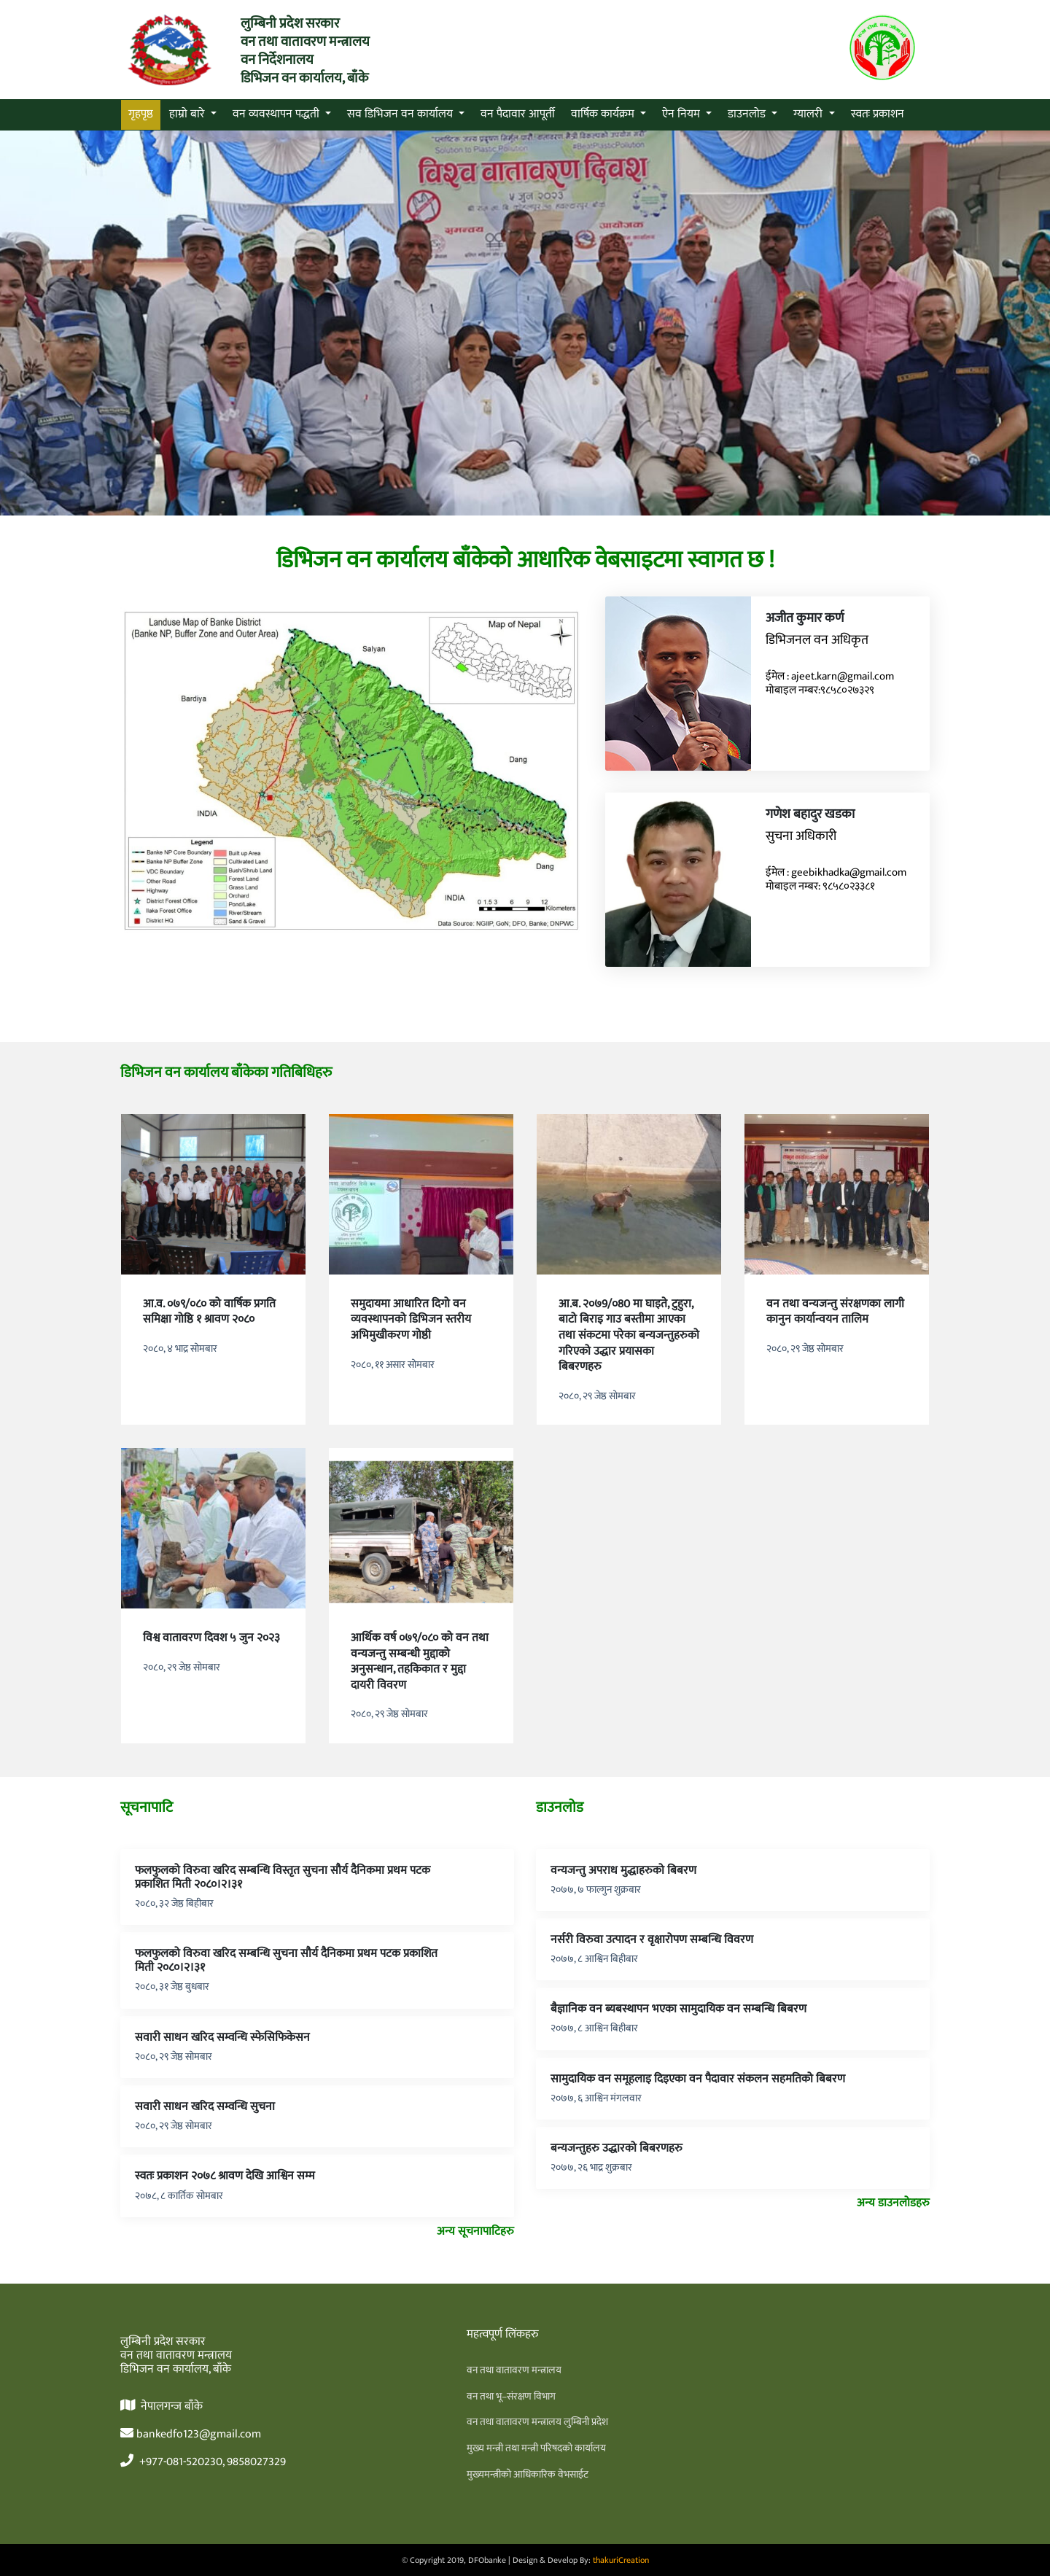 लुम्बिनी प्रदेश सरकार
वन तथा वातावरण मन्त्रालय
वन निर्देशनालय
डिभिजन वन कार्यालय, बाँके
गृहपृष्ठ हाम्रो बारे वन व्यवस्थापन पद्धती सव डिभिजन वन कार्यालय वन पैदावार आपूर्ती वार्षिक कार्यक्रम ऐन नियम डाउनलोड ग्यालरी स्वतः प्रकाशन
#BeatPlasticPollution
विश्व वातावरण दिवश
५ जुन २०२३
आयोजक
डिभिजन वन कार्यालय बाँकेको आधारिक वेबसाइटमा स्वागत छ !
Landuse Map of Banke District
(Banke NP, Buffer Zone and Outer Area)
Map of Nepal
N
Salyan
Bardiya
Dang
INDIA
INDIA
Dang
Legend
Banke NP Core Boundary
Banke NP Buffer Zone
VDC Boundary
Other Road
Highway
District Forest Office
Ilaka Forest Office
District HQ
Built up Area
Cultivated Land
Bush/Shrub Land
Forest Land
Grass Land
Orchard
Pond/Lake
River/Stream
Sand & Gravel
0 1.5 3 6 9 12 Kilometers
Data Source: NGIIP, GoN; DFO, Banke; DNPWC
अजीत कुमार कर्ण
डिभिजनल वन अधिकृत
ईमेल : ajeet.karn@gmail.com
मोबाइल नम्बर:९८५८०२७३२९
गणेश बहादुर खडका
सुचना अधिकारी
ईमेल : geebikhadka@gmail.com
मोबाइल नम्बर: ९८५८०२३३८१
डिभिजन वन कार्यालय बाँकेका गतिबिधिहरु
आ.व. ०७९/०८० को वार्षिक प्रगति
समिक्षा गोष्ठि १ श्रावण २०८०
२०८०, ४ भाद्र सोमबार
समुदायमा आधारित दिगो वन
व्यवस्थापनको डिभिजन स्तरीय
अभिमुखीकरण गोष्ठी
२०८०, ११ असार सोमबार
आ.ब. २०७9/०80 मा घाइते, टुहुरा,
बाटो बिराइ गाउ बस्तीमा आएका
तथा संकटमा परेका बन्यजन्तुहरुको
गरिएको उद्धार प्रयासका
बिबरणहरु
२०८०, २९ जेष्ठ सोमबार
वन तथा वन्यजन्तु संरक्षणका लागी
कानुन कार्यान्वयन तालिम
२०८०, २९ जेष्ठ सोमबार
विश्व वातावरण दिवश ५ जुन २०२३
२०८०, २९ जेष्ठ सोमबार
आर्थिक वर्ष ०७९/०८० को वन तथा
वन्यजन्तु सम्बन्धी मुद्दाको
अनुसन्धान, तहकिकात र मुद्दा
दायरी विवरण
२०८०, २९ जेष्ठ सोमबार
सूचनापाटि
फलफुलको विरुवा खरिद सम्बन्धि विस्तृत सुचना सौर्य दैनिकमा प्रथम पटक
प्रकाशित मिती २०८०।२।३१
२०८०, ३२ जेष्ठ बिहीबार
फलफुलको विरुवा खरिद सम्बन्धि सुचना सौर्य दैनिकमा प्रथम पटक प्रकाशित
मिती २०८०।२।३१
२०८०, ३१ जेष्ठ बुधबार
सवारी साधन खरिद सम्वन्धि स्फेसिफिकेसन
२०८०, २९ जेष्ठ सोमबार
सवारी साधन खरिद सम्वन्धि सुचना
२०८०, २९ जेष्ठ सोमबार
स्वतः प्रकाशन २०७८ श्रावण देखि आश्विन सम्म
२०७८, ८ कार्तिक सोमबार
अन्य सूचनापाटिहरु
डाउनलोड
वन्यजन्तु अपराध मुद्धाहरुको बिबरण
२०७७, ७ फाल्गुन शुक्रबार
नर्सरी विरुवा उत्पादन र वृक्षारोपण सम्बन्धि विवरण
२०७७, ८ आश्विन बिहीबार
बैज्ञानिक वन ब्यबस्थापन भएका सामुदायिक वन सम्बन्धि बिबरण
२०७७, ८ आश्विन बिहीबार
सामुदायिक वन समूहलाइ दिइएका वन पैदावार संकलन सहमतिको बिबरण
२०७७, ६ आश्विन मंगलवार
बन्यजन्तुहरु उद्धारको बिबरणहरु
२०७७, २६ भाद्र शुक्रबार
अन्य डाउनलोडहरु
लुम्बिनी प्रदेश सरकार
वन तथा वातावरण मन्त्रालय
डिभिजन वन कार्यालय, बाँके
नेपालगन्ज बाँके
bankedfo123@gmail.com
+977-081-520230, 9858027329
महत्वपूर्ण लिंकहरु
वन तथा वातावरण मन्त्रालय
वन तथा भू–संरक्षण विभाग
वन तथा वातावरण मन्त्रालय लुम्बिनी प्रदेश
मुख्य मन्त्री तथा मन्त्री परिषदको कार्यालय
मुख्यमन्त्रीको आधिकारिक वेभसाईट
© Copyright 2019, DFObanke | Design & Develop By: thakuriCreation